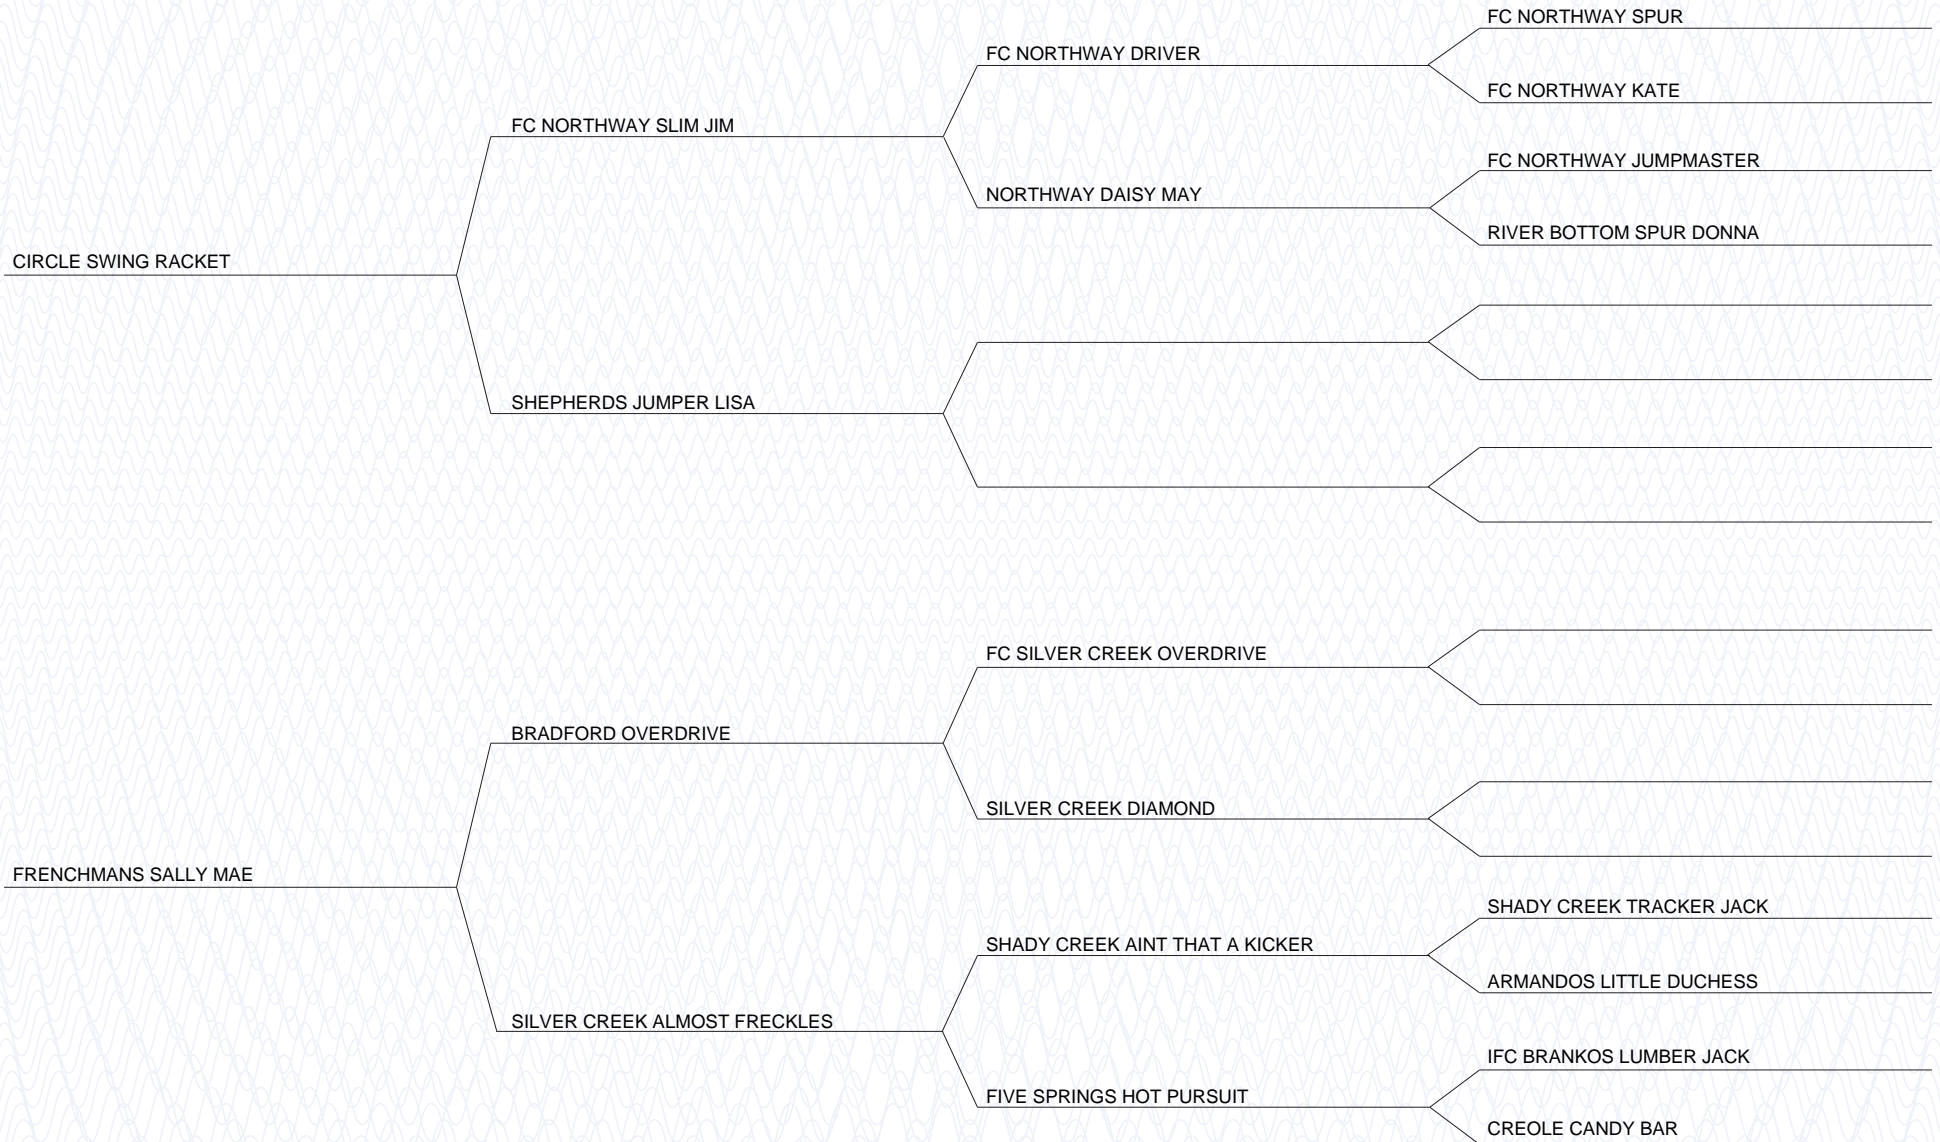 FC NORTHWAY SPUR
FC NORTHWAY DRIVER
FC NORTHWAY KATE
FC NORTHWAY SLIM JIM
FC NORTHWAY JUMPMASTER
NORTHWAY DAISY MAY
RIVER BOTTOM SPUR DONNA
CIRCLE SWING RACKET
SHEPHERDS JUMPER LISA
FC SILVER CREEK OVERDRIVE
BRADFORD OVERDRIVE
SILVER CREEK DIAMOND
FRENCHMANS SALLY MAE
SHADY CREEK TRACKER JACK
SHADY CREEK AINT THAT A KICKER
ARMANDOS LITTLE DUCHESS
SILVER CREEK ALMOST FRECKLES
IFC BRANKOS LUMBER JACK
FIVE SPRINGS HOT PURSUIT
CREOLE CANDY BAR